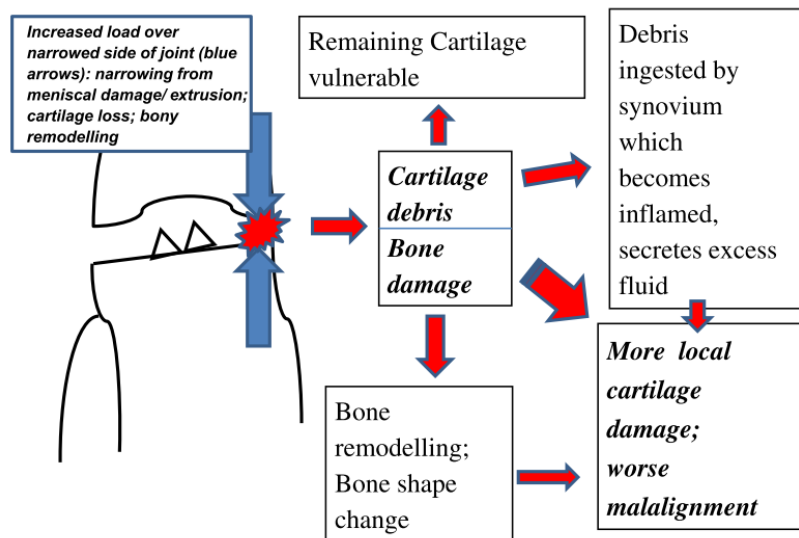 Increased load over
narrowed side of joint (blue
arrows): narrowing from
meniscal damage/ extrusion;
cartilage loss; bony
remodelling
Remaining Cartilage
vulnerable
Cartilage
debris
Bone
damage
Debris
ingested by
synovium
which
becomes
inflamed,
secretes excess
fluid
Bone
remodelling;
Bone shape
change
More local
cartilage
damage;
worse
malalignment